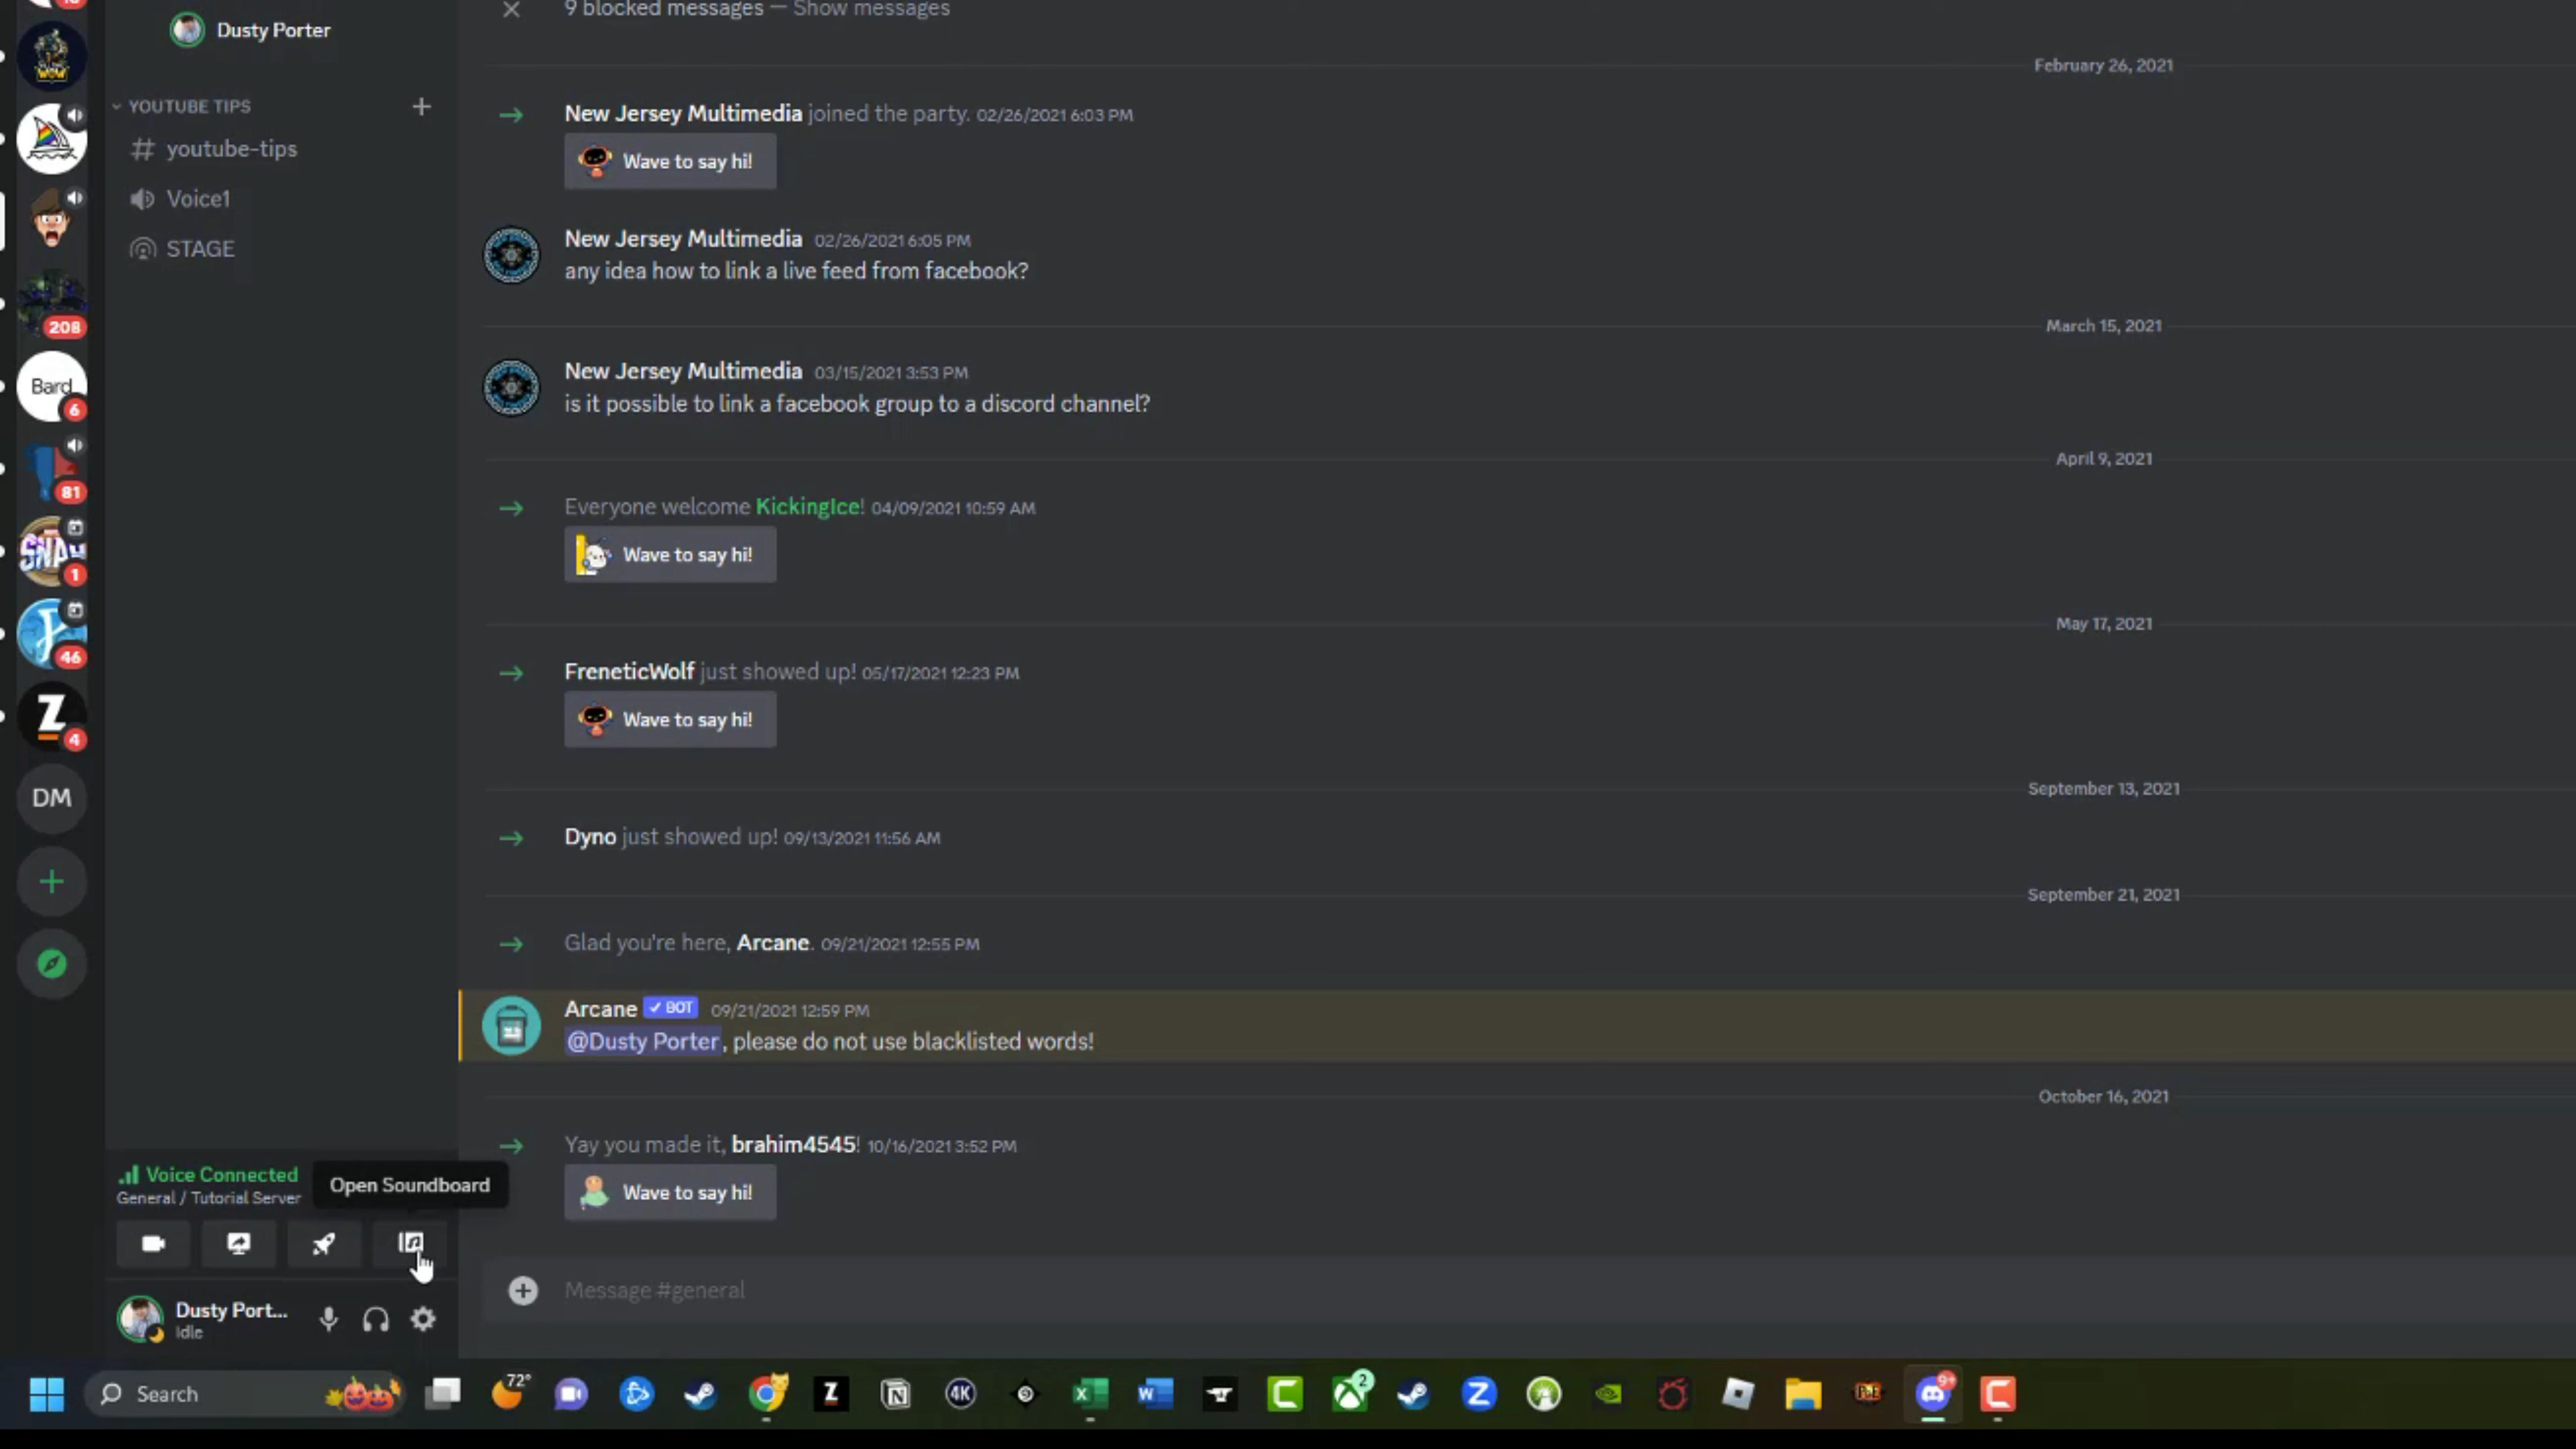 9 blocked messages — Show messages
Dusty Porter
February 26, 2021
YOUTUBE TIPS
youtube-tips
Voice1
STAGE
New Jersey Multimedia joined the party. 02/26/2021 6:03 PM
Wave to say hi!
New Jersey Multimedia 02/26/2021 6:05 PM
any idea how to link a live feed from facebook?
March 15, 2021
New Jersey Multimedia 03/15/2021 3:53 PM
is it possible to link a facebook group to a discord channel?
April 9, 2021
Everyone welcome KickingIce! 04/09/2021 10:59 AM
Wave to say hi!
May 17, 2021
FreneticWolf just showed up! 05/17/2021 12:23 PM
Wave to say hi!
September 13, 2021
Dyno just showed up! 09/13/2021 11:56 AM
September 21, 2021
Glad you're here, Arcane. 09/21/2021 12:55 PM
Arcane ✓ BOT 09/21/2021 12:59 PM
@Dusty Porter, please do not use blacklisted words!
October 16, 2021
Yay you made it, brahim4545! 10/16/2021 3:52 PM
Wave to say hi!
Message #general
WOW
208
Bard
6
81
SNAP
1
46
Z
4
DM
Voice Connected
General / Tutorial Server
Open Soundboard
Dusty Port...
Idle
Search
72°
Z
N
4K
X
W
C
2
Z
9+
C